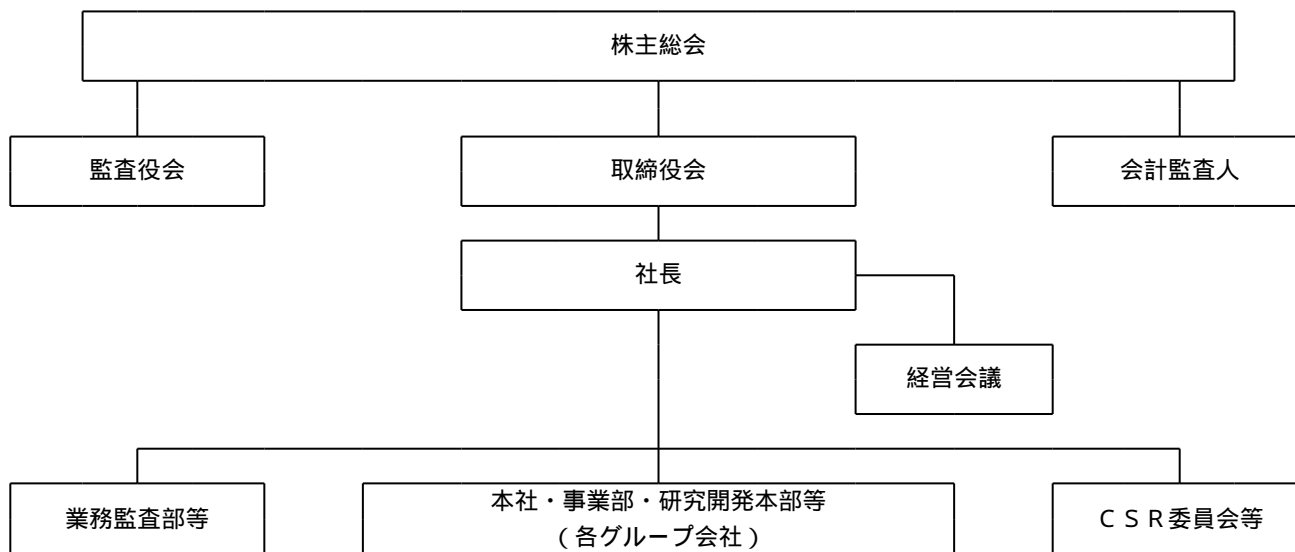 株主総会
監査役会
取締役会
会計監査人
社長
経営会議
業務監査部等
本社・事業部・研究開発本部等
（各グループ会社）
ＣＳＲ委員会等